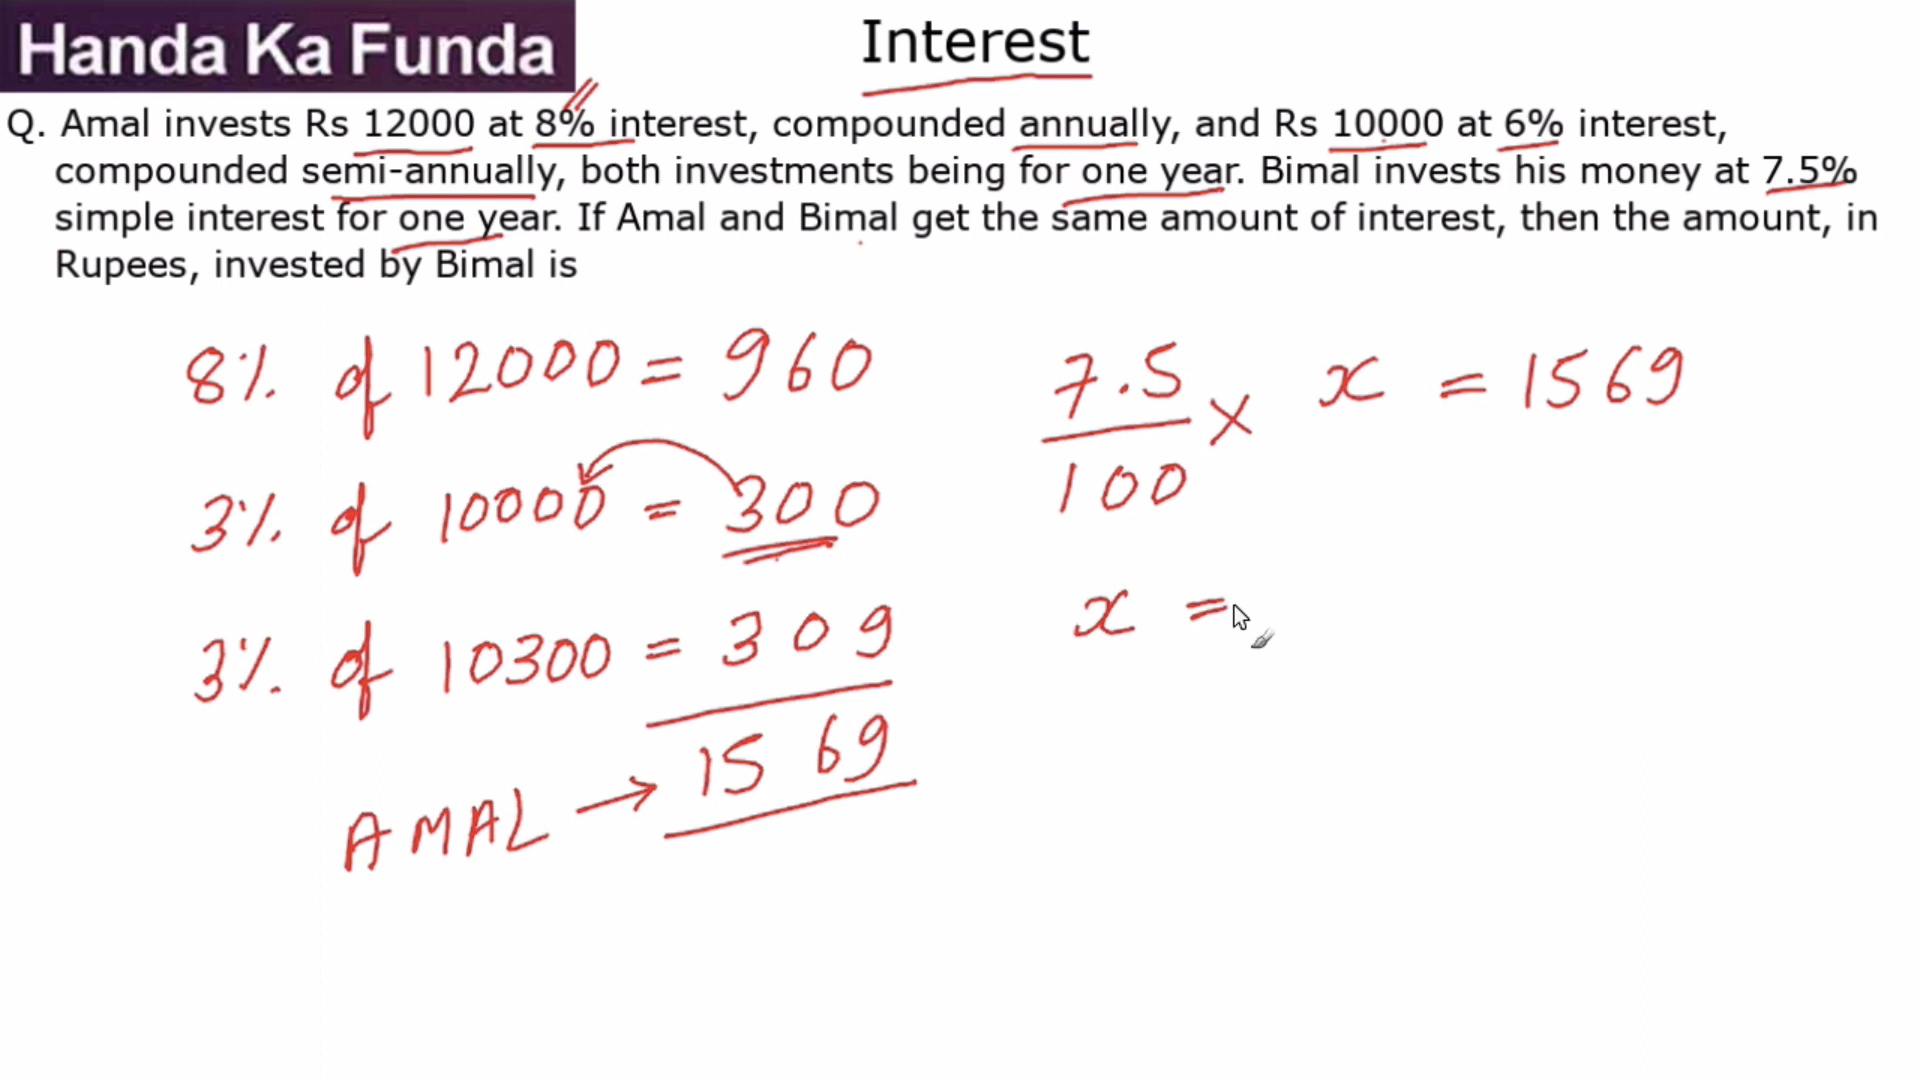 Handa Ka Funda
Interest
Q. Amal invests Rs 12000 at 8% interest, compounded annually, and Rs 10000 at 6% interest,
compounded semi-annually, both investments being for one year. Bimal invests his money at 7.5%
simple interest for one year. If Amal and Bimal get the same amount of interest, then the amount, in
Rupees, invested by Bimal is
8% of 12000 = 960
3% of 10000 = 300
3% of 10300 = 309
AMAL → 1569
7.5/100 × x = 1569
x =